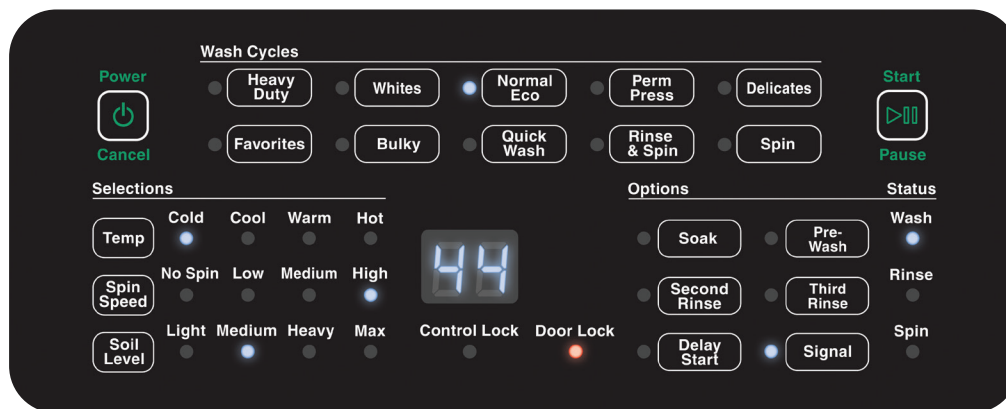 Wash Cycles
Power
Cancel
Heavy
Duty
Whites
Normal
Eco
Perm
Press
Delicates
Start
Pause
Favorites
Bulky
Quick
Wash
Rinse
& Spin
Spin
Selections
Temp
Cold Cool Warm Hot
Spin
Speed
No Spin Low Medium High
Soil
Level
Light Medium Heavy Max
44
Control Lock Door Lock
Options
Soak
Pre-
Wash
Second
Rinse
Third
Rinse
Delay
Start
Signal
Status
Wash
Rinse
Spin